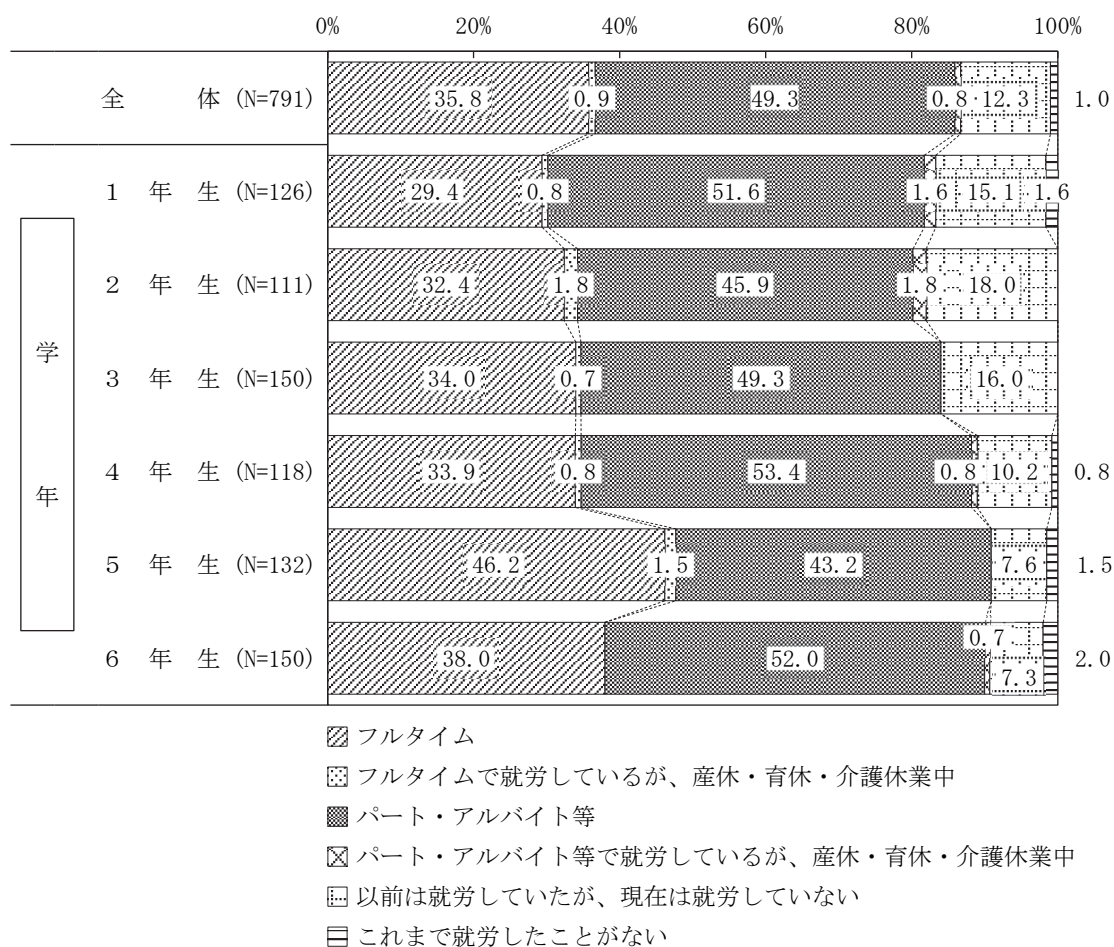 0% 20% 40% 60% 80% 100%
全 体 (N=791) 35.8 0.9 49.3 0.8 12.3 1.0
1 年 生 (N=126) 29.4 0.8 51.6 1.6 15.1 1.6
2 年 生 (N=111) 32.4 1.8 45.9 1.8 18.0
学
3 年 生 (N=150) 34.0 0.7 49.3 16.0
4 年 生 (N=118) 33.9 0.8 53.4 0.8 10.2 0.8
年
5 年 生 (N=132) 46.2 1.5 43.2 7.6 1.5
6 年 生 (N=150) 38.0 52.0 0.7 7.3 2.0
フルタイム
フルタイムで就労しているが、産休・育休・介護休業中
パート・アルバイト等
パート・アルバイト等で就労しているが、産休・育休・介護休業中
以前は就労していたが、現在は就労していない
これまで就労したことがない